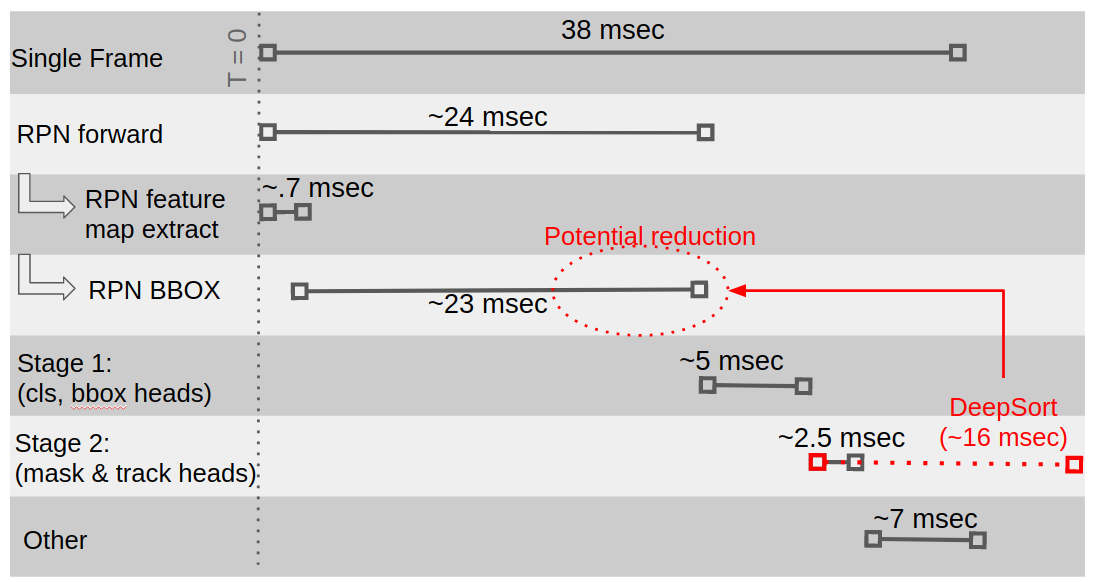 38 msec
Single Frame
T = 0
~24 msec
RPN forward
~.7 msec
RPN feature
map extract
Potential reduction
RPN BBOX
~23 msec
Stage 1:
(cls, bbox heads)
~5 msec
DeepSort
(~16 msec)
Stage 2:
(mask & track heads)
~2.5 msec
Other
~7 msec